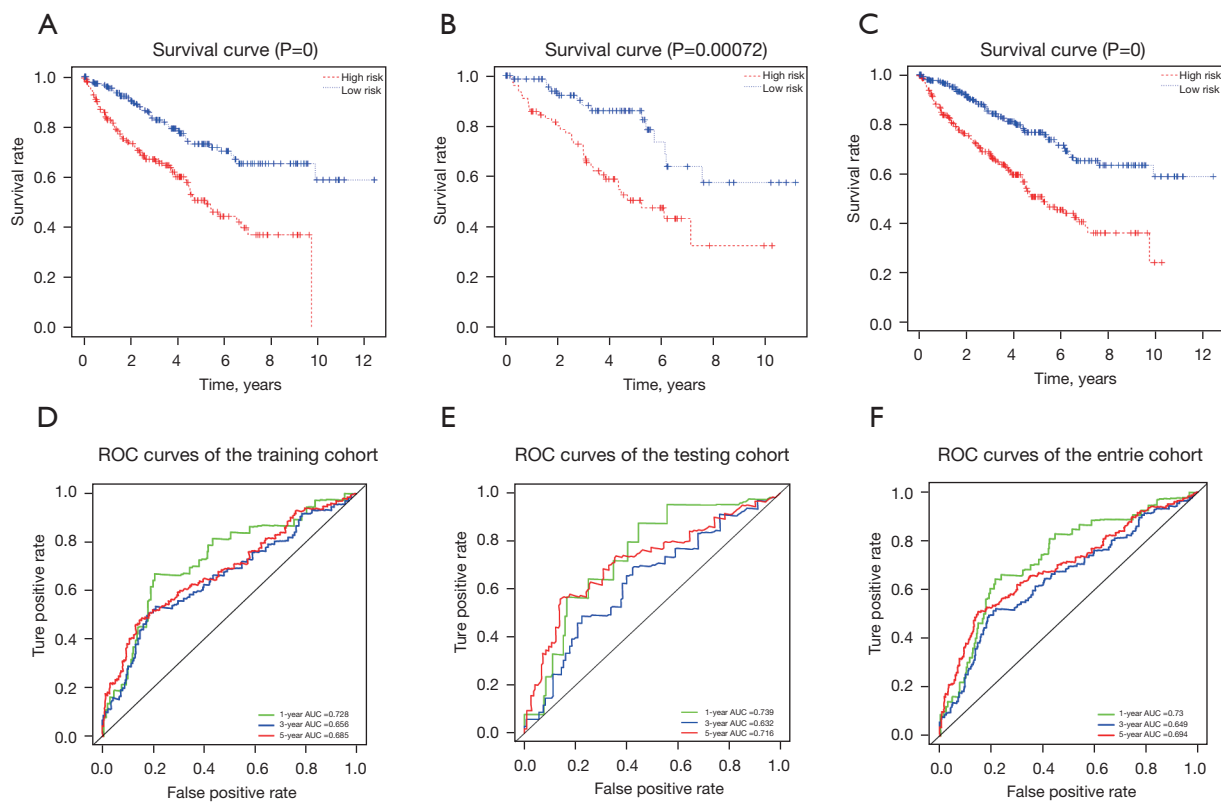 A
Survival curve (P=0)
High risk
Low risk
Survival rate
1.0
0.8
0.6
0.4
0.2
0.0
0 2 4 6 8 10 12
Time, years
B
Survival curve (P=0.00072)
High risk
Low risk
Survival rate
1.0
0.8
0.6
0.4
0.2
0.0
0 2 4 6 8 10
Time, years
C
Survival curve (P=0)
High risk
Low risk
Survival rate
1.0
0.8
0.6
0.4
0.2
0.0
0 2 4 6 8 10 12
Time, years
D
ROC curves of the training cohort
Ture positive rate
1.0
0.8
0.6
0.4
0.2
0.0
1-year AUC =0.728
3-year AUC =0.656
5-year AUC =0.685
0.0 0.2 0.4 0.6 0.8 1.0
False positive rate
E
ROC curves of the testing cohort
Ture positive rate
1.0
0.8
0.6
0.4
0.2
0.0
1-year AUC =0.739
3-year AUC =0.632
5-year AUC =0.716
0.0 0.2 0.4 0.6 0.8 1.0
False positive rate
F
ROC curves of the entrie cohort
Ture positive rate
1.0
0.8
0.6
0.4
0.2
0.0
1-year AUC =0.73
3-year AUC =0.649
5-year AUC =0.694
0.0 0.2 0.4 0.6 0.8 1.0
False positive rate